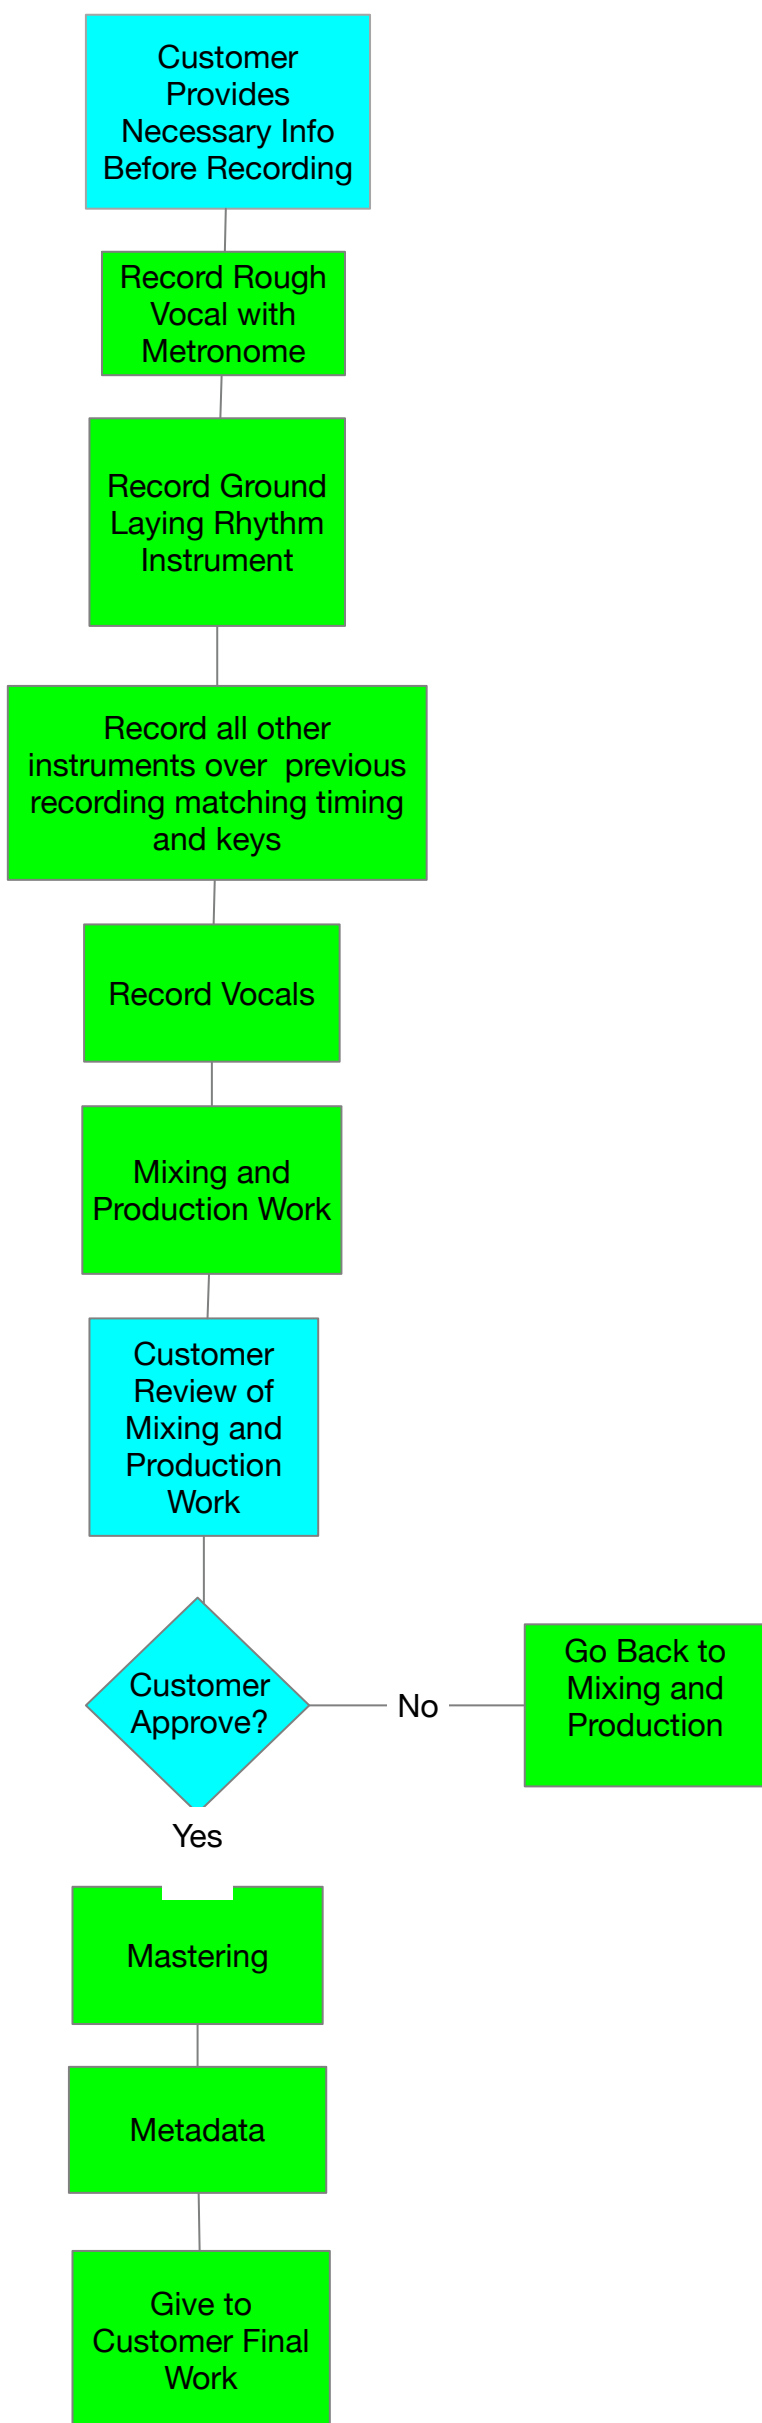 Customer
Provides
Necessary Info
Before Recording
Record Rough
Vocal with
Metronome
Record Ground
Laying Rhythm
Instrument
Record all other
instruments over  previous
recording matching timing
and keys
Record Vocals
Mixing and
Production Work
Customer
Review of
Mixing and
Production
Work
Customer
Approve?
No
Go Back to
Mixing and
Production
Yes
Mastering
Metadata
Give to
Customer Final
Work